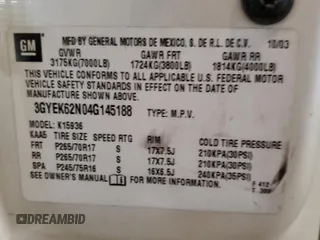 GM
MFD BY GENERAL MOTORS DE MEXICO, S. DE R.L. DE C.V. 10/03
GVWR GAWR FRT GAWR RR
3175KG(7000LB) 1724KG(3800LB) 1814KG(4000LB)
THIS VEHICLE CONFORMS TO ALL APPLICABLE U.S. FEDERAL MOTOR
VEHICLE SAFETY STANDARDS IN EFFECT ON THE DATE OF
MANUFACTURE SHOWN ABOVE.
3GYEK62N04G145188 TYPE: M.P.V.
MODEL: K15936
KAA5 TIRE SIZE SPEED RTG RIM COLD TIRE PRESSURE
FRT P265/70R17 S 17X7.5J 210KPA(30PSI)
RR P265/70R17 S 17X7.5J 210KPA(30PSI)
SPA P245/75R16 S 16X6.5J 240KPA(35PSI)
SEE OWNER'S MANUAL FOR ADDITIONAL INFORMATION
F 412
DREAMBID